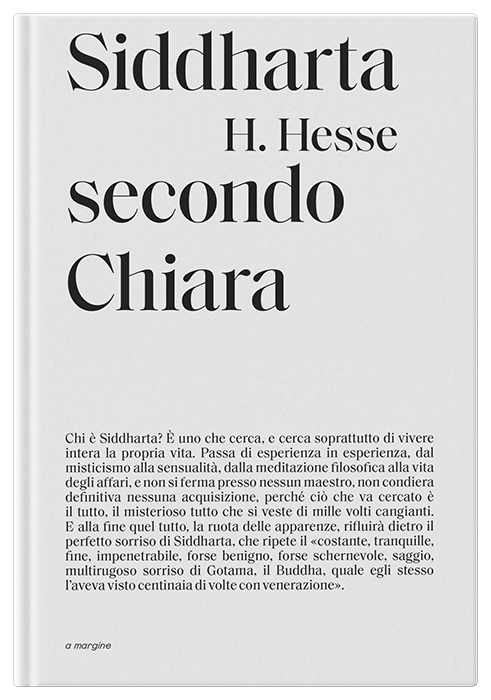 Siddharta
H. Hesse
secondo
Chiara
Chi è Siddharta? È uno che cerca, e cerca soprattutto di vivere
intera la propria vita. Passa di esperienza in esperienza, dal
misticismo alla sensualità, dalla meditazione filosofica alla vita
degli affari, e non si ferma presso nessun maestro, non condiera
definitiva nessuna acquisizione, perché ciò che va cercato è
il tutto, il misterioso tutto che si veste di mille volti cangianti.
E alla fine quel tutto, la ruota delle apparenze, rifluirà dietro il
perfetto sorriso di Siddharta, che ripete il «costante, tranquille,
fine, impenetrabile, forse benigno, forse schernevole, saggio,
multirugoso sorriso di Gotama, il Buddha, quale egli stesso
l'aveva visto centinaia di volte con venerazione».
a margine